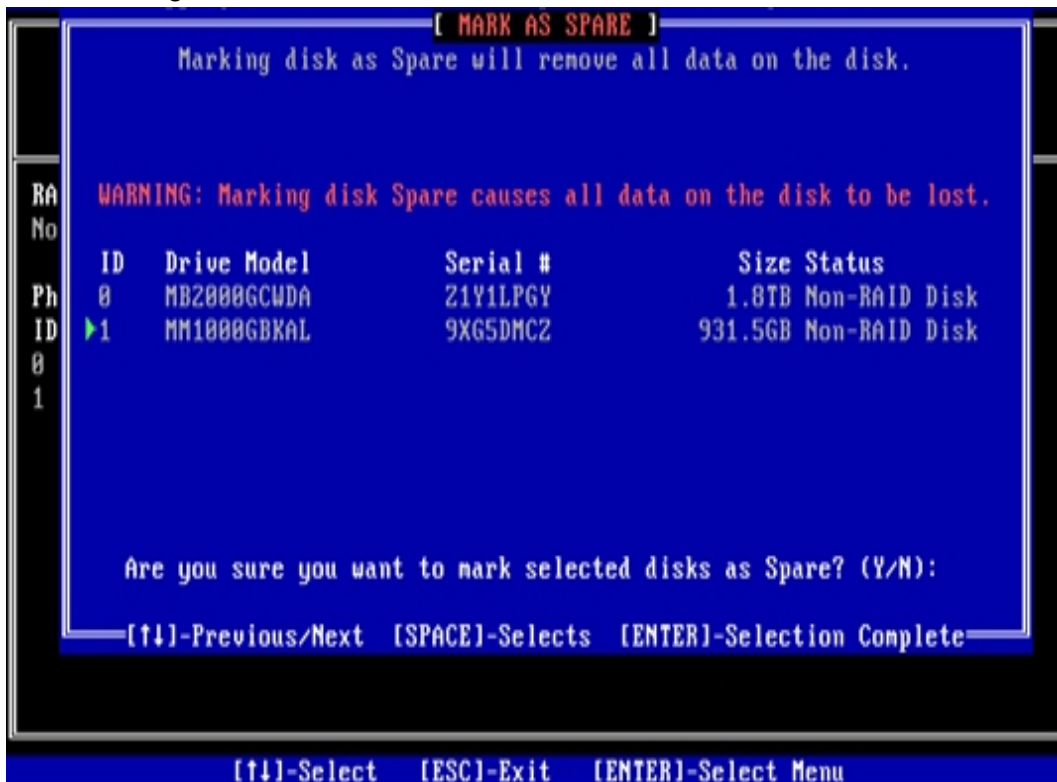 [ MARK AS SPARE ]
Marking disk as Spare will remove all data on the disk.
WARNING: Marking disk Spare causes all data on the disk to be lost.
RA
No
ID Drive Model Serial # Size Status
Ph 0 MB2000GCWDA Z1Y1LPGY 1.8TB Non-RAID Disk
ID 1 MM1000GBKAL 9XG5DMCZ 931.5GB Non-RAID Disk
0
1
Are you sure you want to mark selected disks as Spare? (Y/N):
[↑↓]-Previous/Next [SPACE]-Selects [ENTER]-Selection Complete
[↑↓]-Select [ESC]-Exit [ENTER]-Select Menu